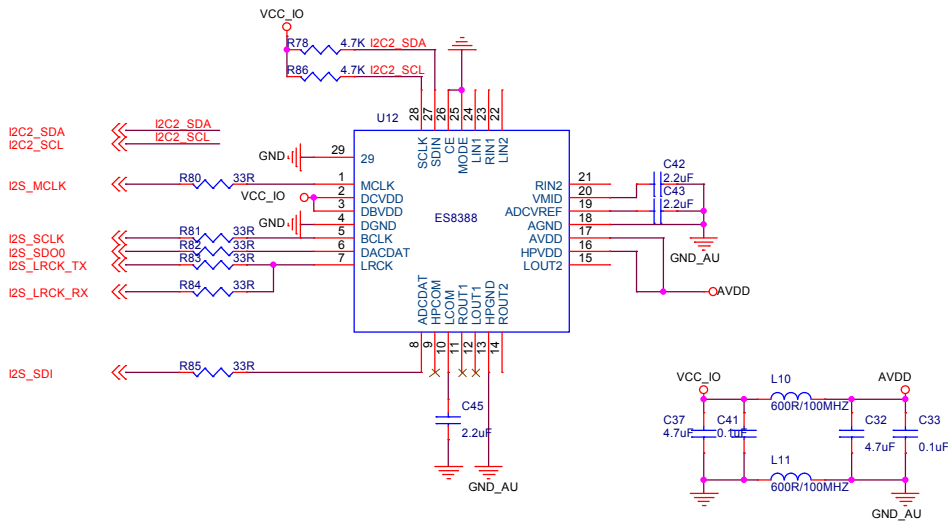 VCC_IO
R78 4.7K I2C2_SDA
R86 4.7K I2C2_SCL
28 27 26 25 24 23 22
U12
SCLK SDIN CE MODE LIN1 RIN1 LIN2
I2C2_SDA I2C2_SDA
I2C2_SCL I2C2_SCL
GND 29 29
I2S_MCLK R80 33R 1 MCLK
VCC_IO 2 DCVDD
3 DBVDD
GND 4 DGND
I2S_SCLK R81 33R 5 BCLK
I2S_SDO0 R82 33R 6 DACDAT
I2S_LRCK_TX R83 33R 7 LRCK
I2S_LRCK_RX R84 33R
ES8388
RIN2 21
VMID 20
ADCVREF 19
AGND 18
AVDD 17
HPVDD 16
LOUT2 15
C42
2.2uF
C43
2.2uF
GND_AU
AVDD
ADCDAT HPCOM LCOM ROUT1 LOUT1 HPGND ROUT2
8 9 10 11 12 13 14
I2S_SDI R85 33R
C45
2.2uF
GND_AU
VCC_IO L10 AVDD
600R/100MHZ
C37 C41 C32 C33
4.7uF 0.1uF 4.7uF 0.1uF
L11
600R/100MHZ
GND_AU